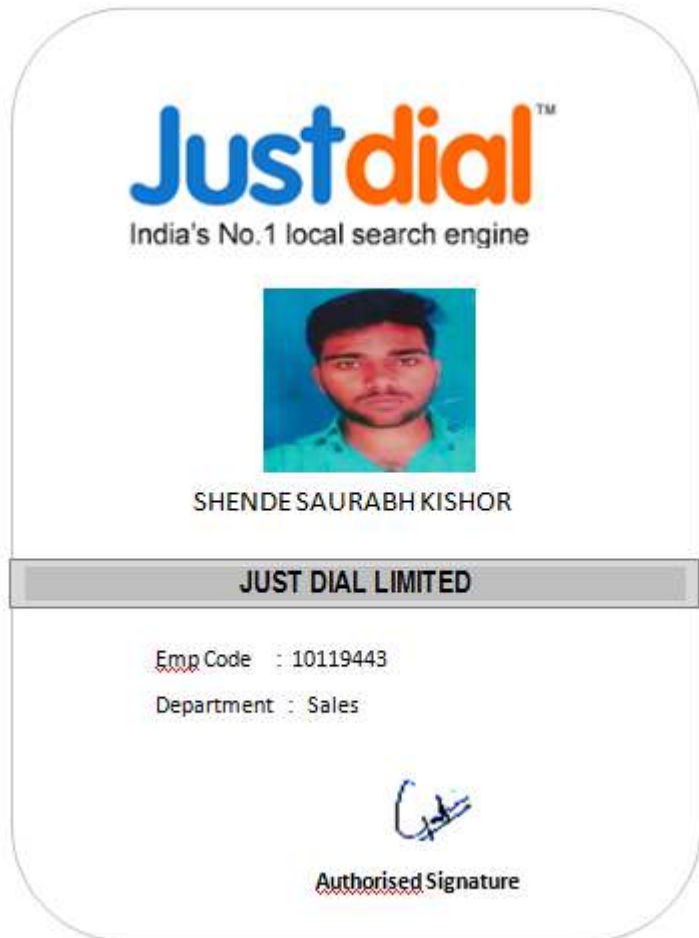 Justdial™
India's No.1 local search engine
SHENDE SAURABH KISHOR
JUST DIAL LIMITED
Emp Code : 10119443
Department : Sales
Authorised Signature